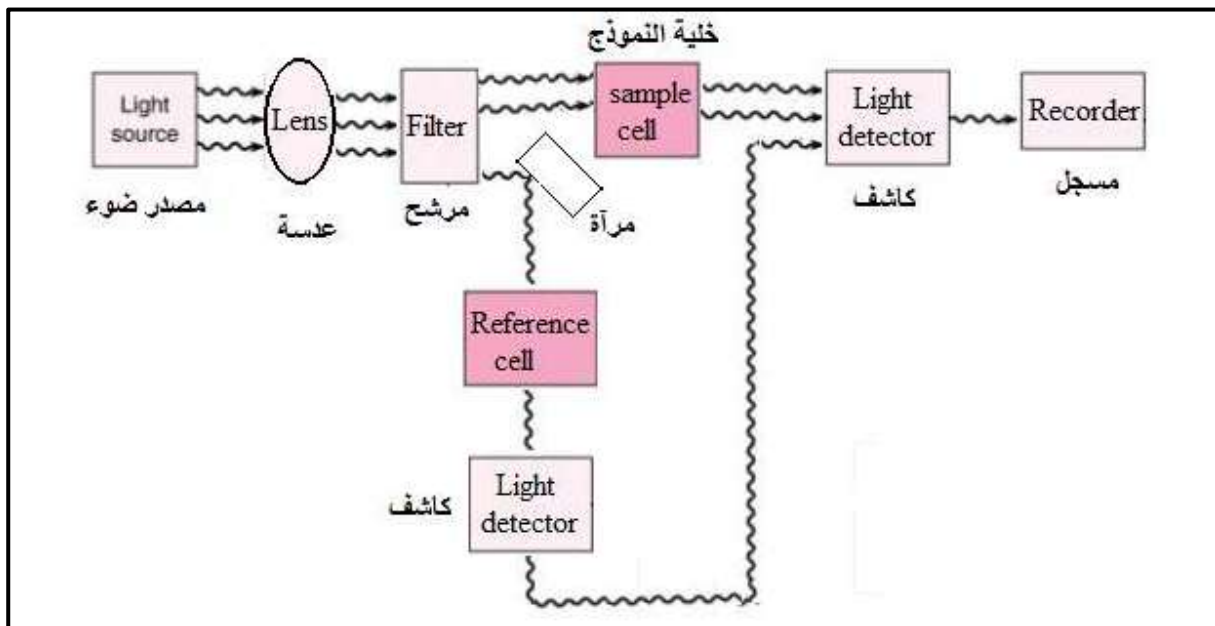 خلية النموذج
Light
source
Lens
Filter
sample
cell
Light
detector
Recorder
مصدر ضوء
عدسة
مرشح
مرآة
كاشف
مسجل
Reference
cell
كاشف
Light
detector